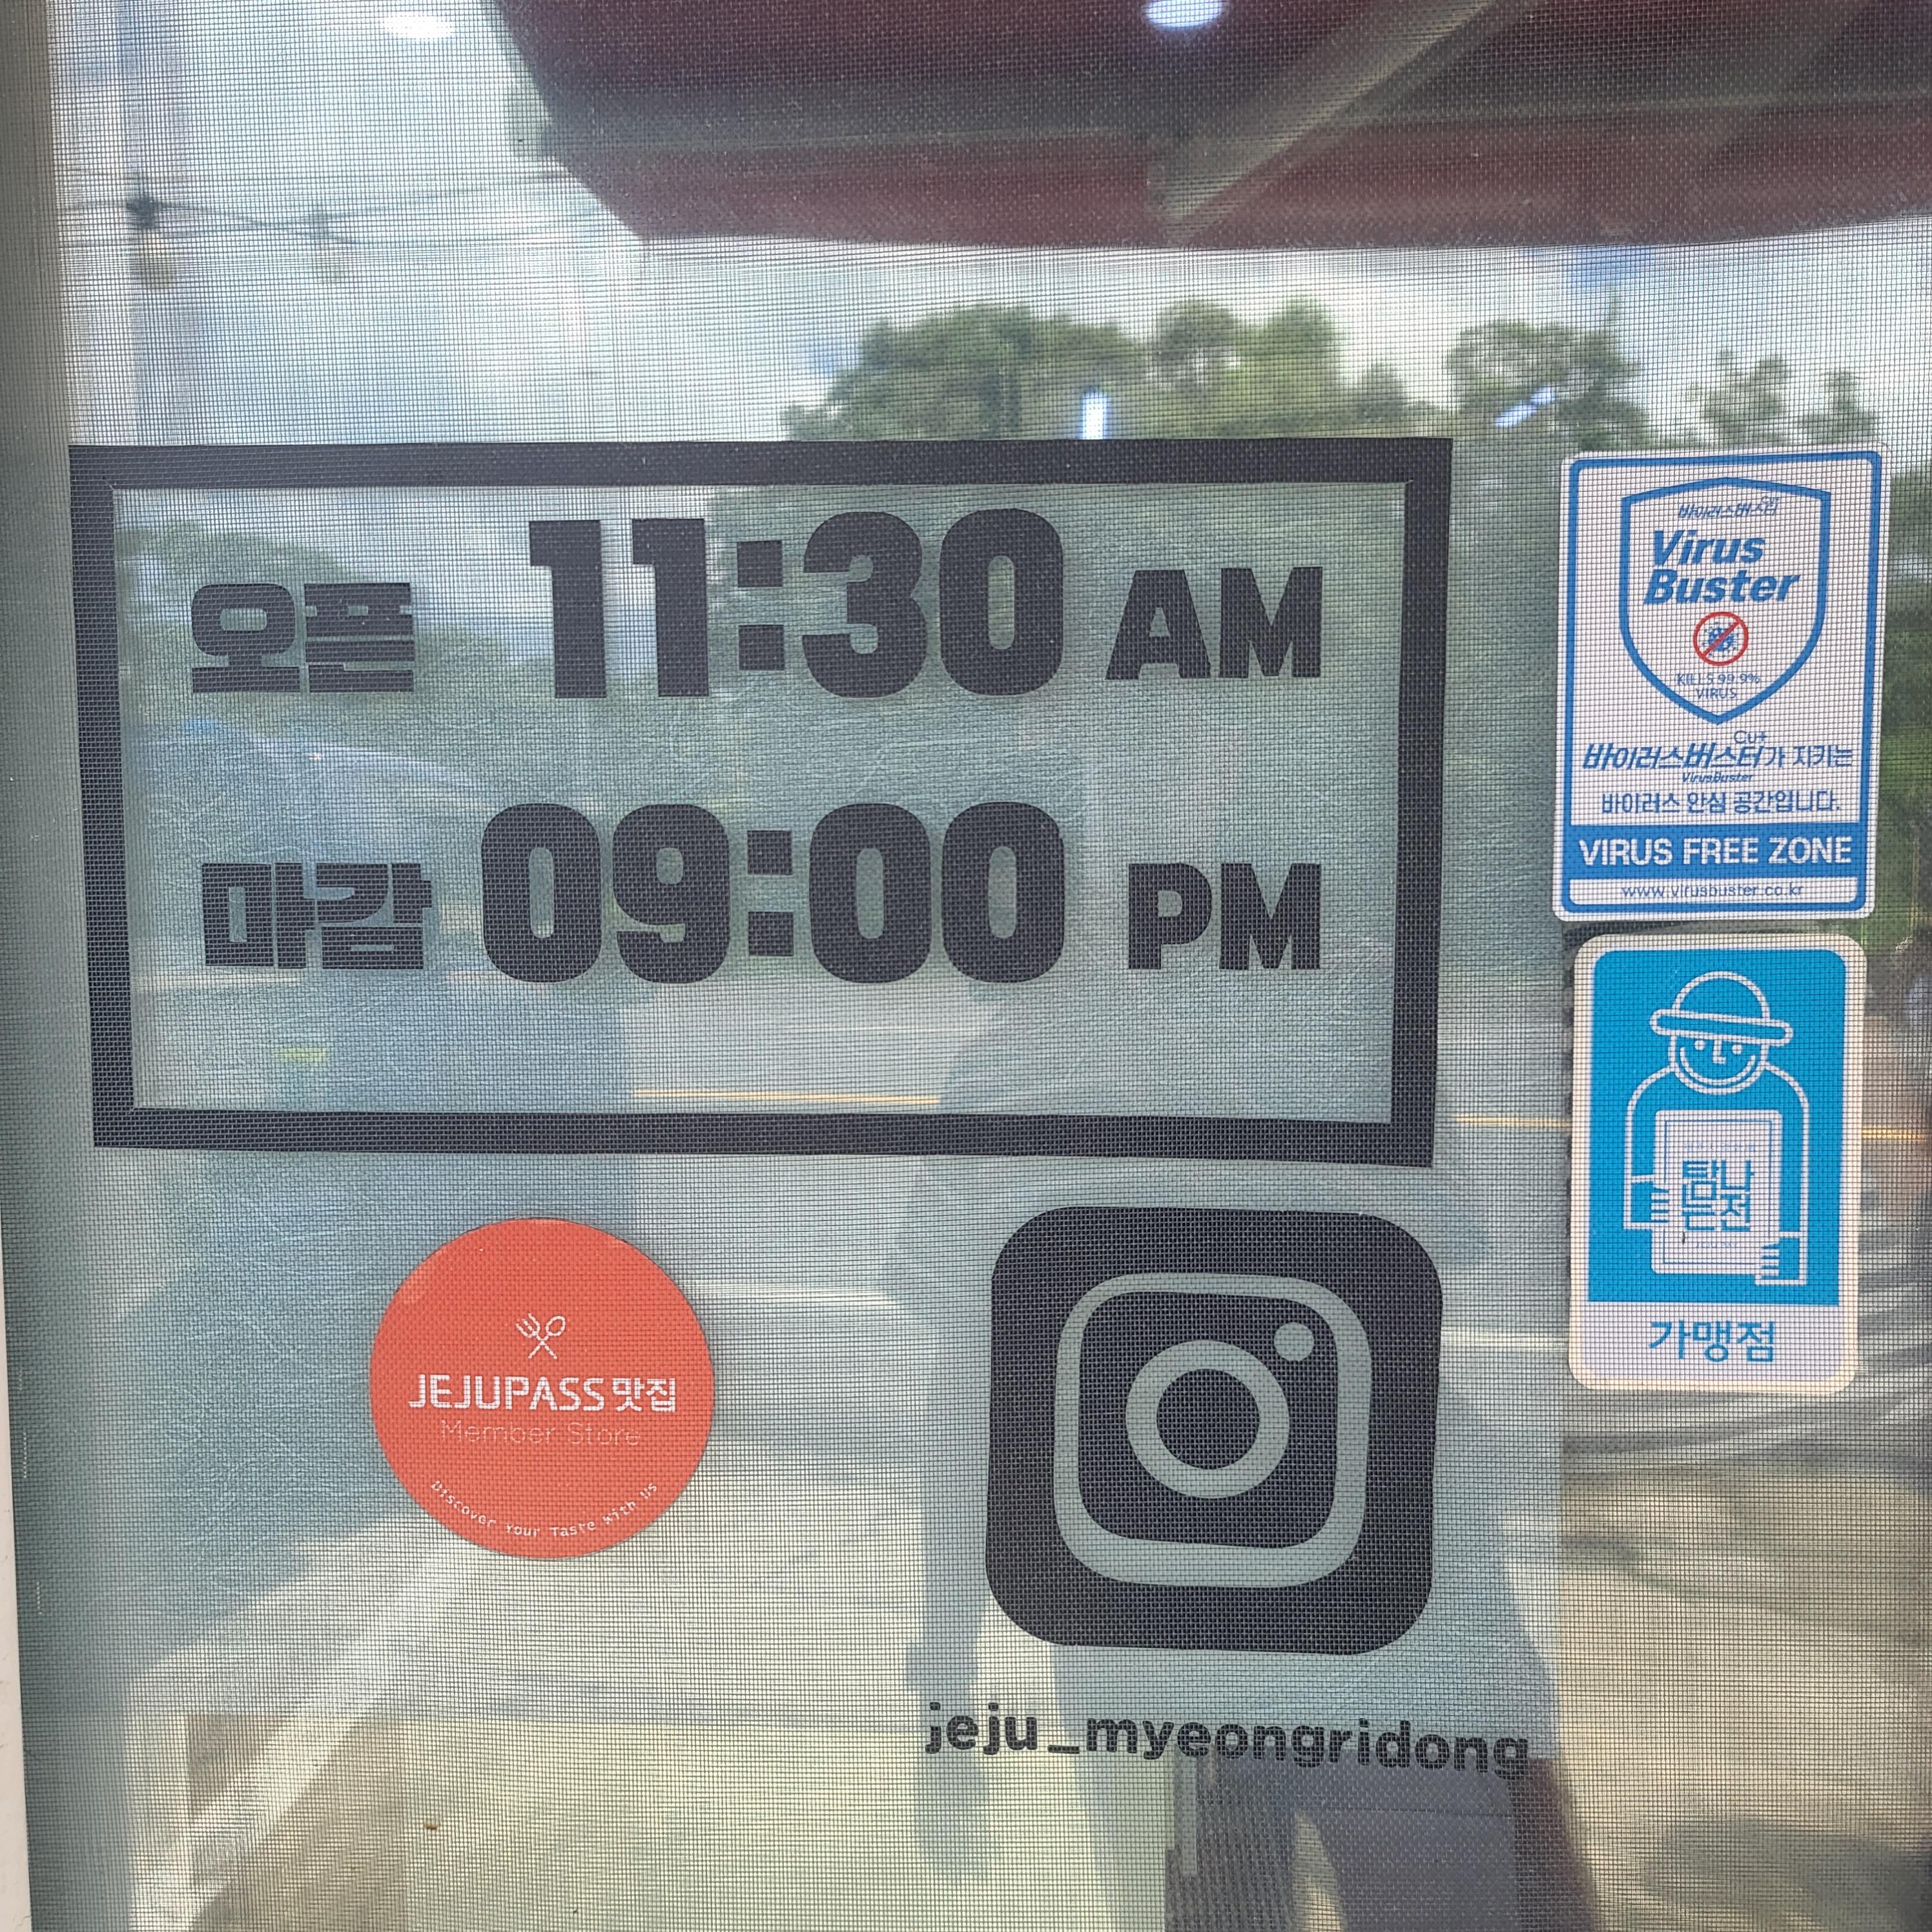 오픈 11:30 AM
마감 09:00 PM
바이러스버스터
Virus
Buster
KILLS 99.9%
VIRUS
Cu+
바이러스버스터가 지키는
VirusBuster
바이러스 안심 공간입니다.
VIRUS FREE ZONE
www.virusbuster.co.kr
탐나
는전
가맹점
JEJUPASS 맛집
Member Store
Discover Your Taste With US
jeju_myeongridong